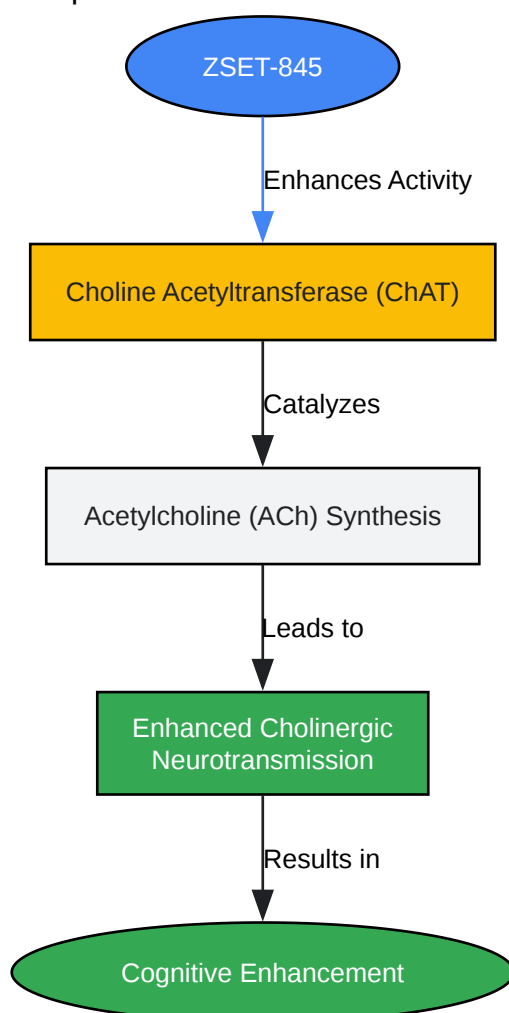 ZSET-845
Enhances Activity
Choline Acetyltransferase (ChAT)
Catalyzes
Acetylcholine (ACh) Synthesis
Leads to
Enhanced Cholinergic
Neurotransmission
Results in
Cognitive Enhancement